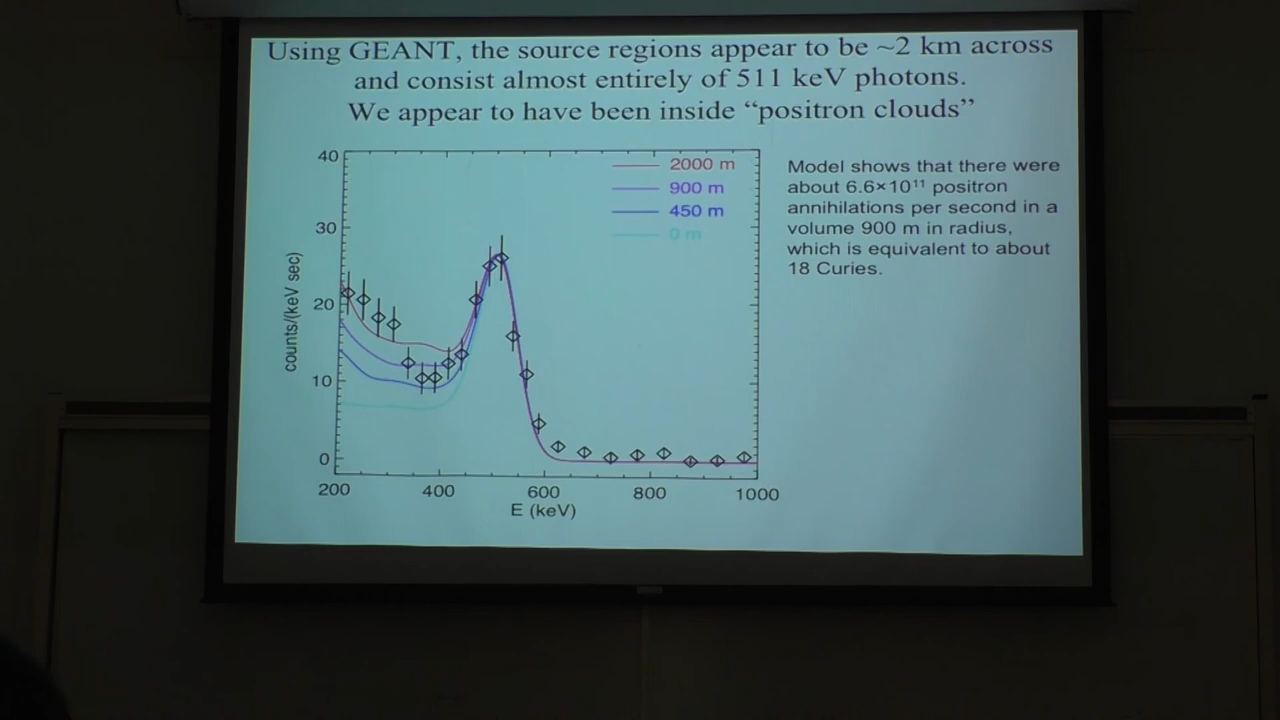 Using GEANT, the source regions appear to be ~2 km across
and consist almost entirely of 511 keV photons.
We appear to have been inside “positron clouds”
40
30
20
10
0
counts/(keV sec)
2000 m
900 m
450 m
0 m
200
400
600
800
1000
E (keV)
Model shows that there were
about 6.6×10¹¹ positron
annihilations per second in a
volume 900 m in radius,
which is equivalent to about
18 Curies.